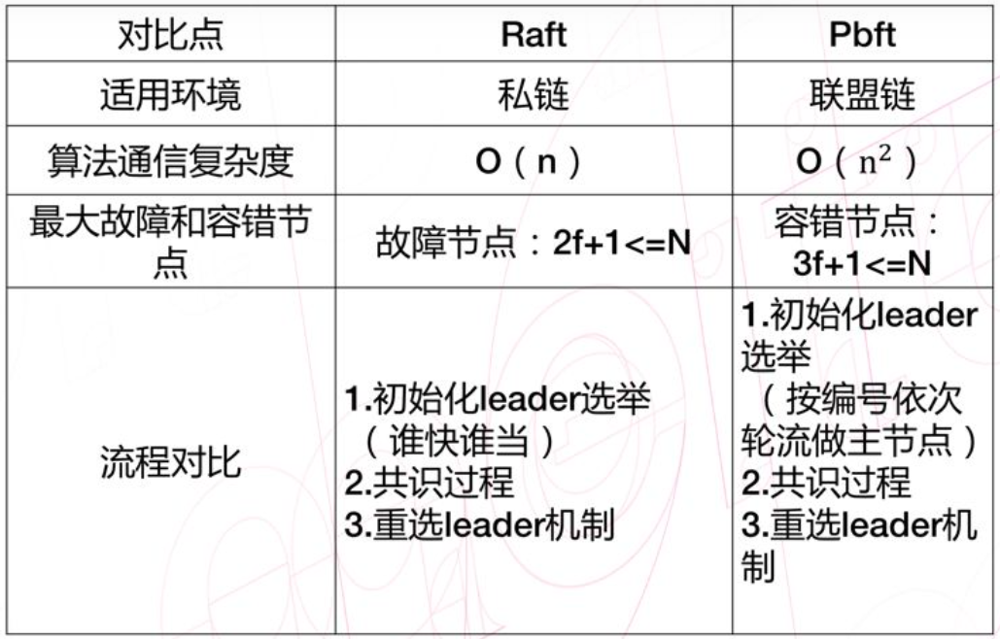 对比点 Raft Pbft
适用环境 私链 联盟链
算法通信复杂度 O（n） O（n²）
最大故障和容错节
点
故障节点：2f+1<=N
容错节点：
3f+1<=N
流程对比
1.初始化leader选举
（谁快谁当）
2.共识过程
3.重选leader机制
1.初始化leader
选举
（按编号依次
轮流做主节点）
2.共识过程
3.重选leader机
制